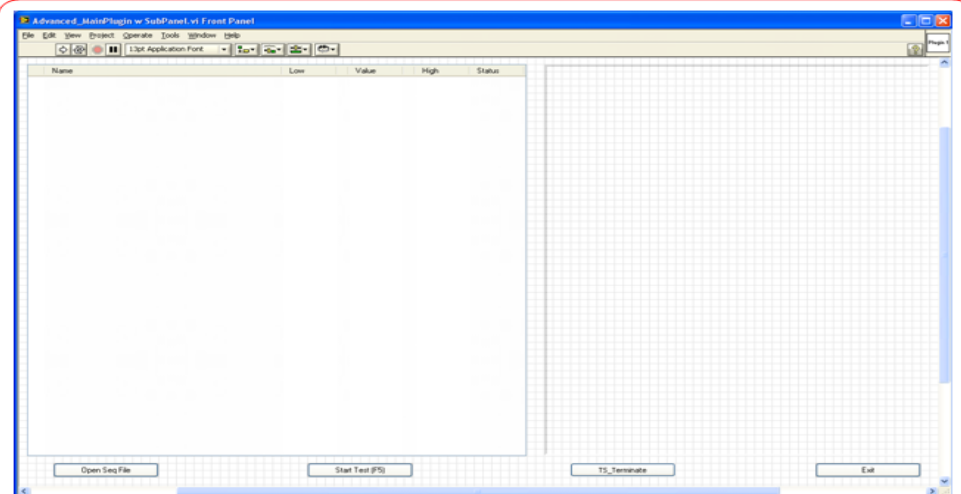 Advanced_MainPlugin w SubPanel.vi Front Panel
File Edit View Project Operate Tools Window Help
13pt Application Font
Plugin 1
Name Low Value High Status
Open Seq File Start Test (F5) TS_Terminate Exit